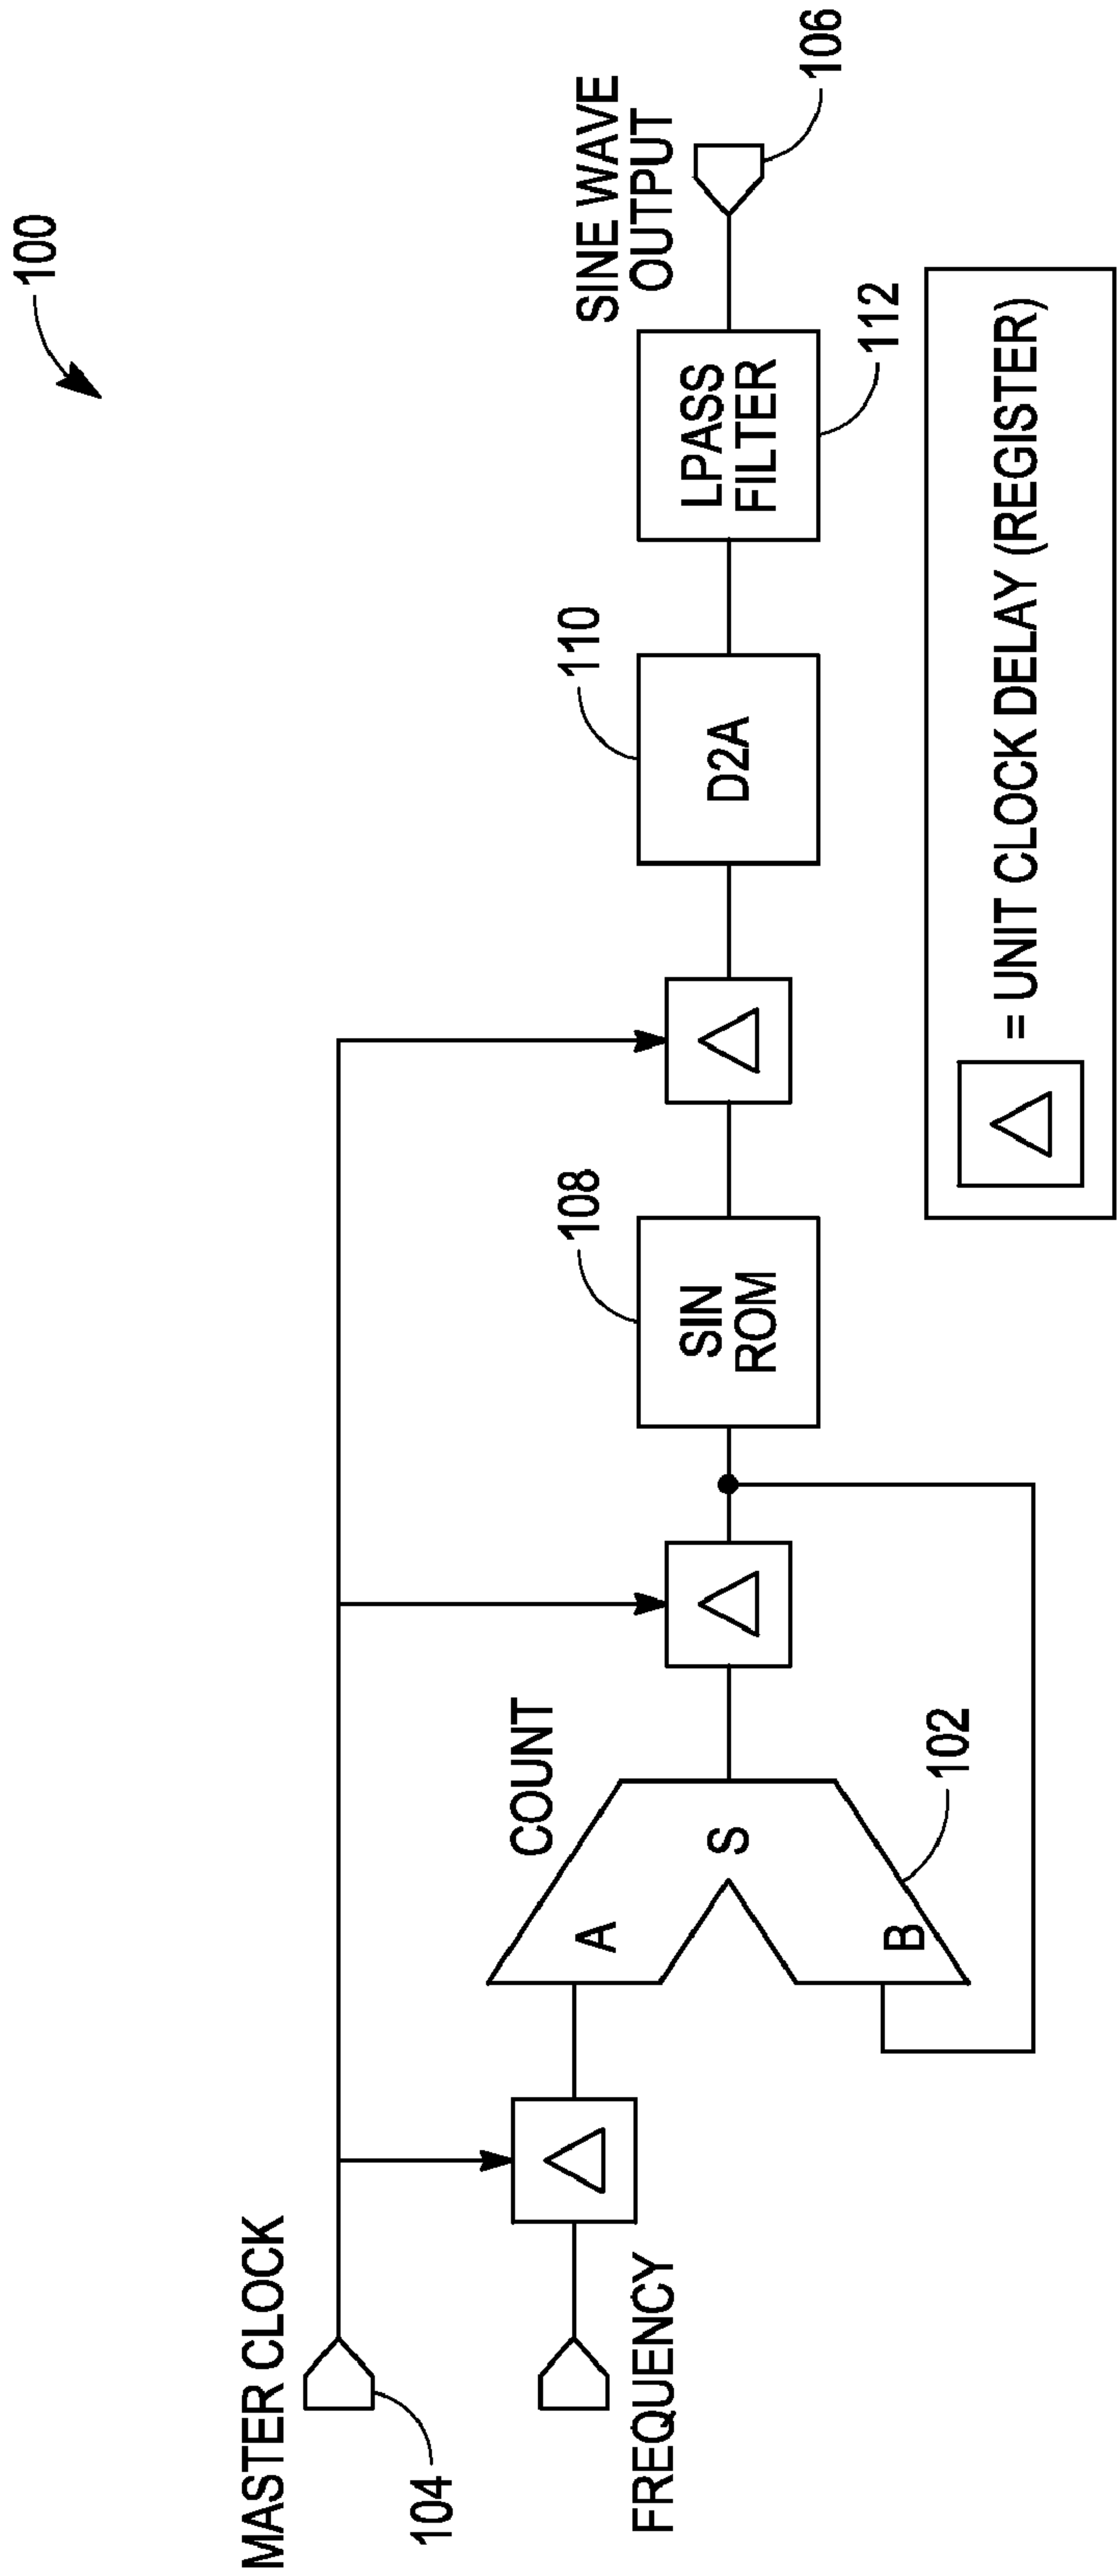 100
MASTER CLOCK
104
FREQUENCY
COUNT
A
B
S
102
SIN
ROM
108
D2A
110
LPASS
FILTER
112
SINE WAVE
OUTPUT
106
= UNIT CLOCK DELAY (REGISTER)